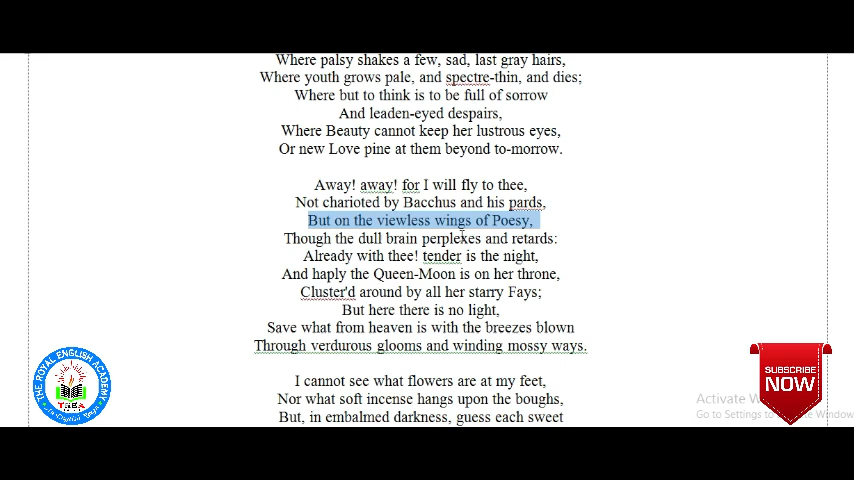 Where palsy shakes a few, sad, last gray hairs,
Where youth grows pale, and spectre-thin, and dies;
Where but to think is to be full of sorrow
And leaden-eyed despairs,
Where Beauty cannot keep her lustrous eyes,
Or new Love pine at them beyond to-morrow.
Away! away! for I will fly to thee,
Not charioted by Bacchus and his pards,
But on the viewless wings of Poesy,
Though the dull brain perplexes and retards:
Already with thee! tender is the night,
And haply the Queen-Moon is on her throne,
Cluster'd around by all her starry Fays;
But here there is no light,
Save what from heaven is with the breezes blown
Through verdurous glooms and winding mossy ways.
I cannot see what flowers are at my feet,
Nor what soft incense hangs upon the boughs,
But, in embalmed darkness, guess each sweet
THE ROYAL ENGLISH ACADEMY
SUBSCRIBE
NOW
Activate
Go to Settings to Window